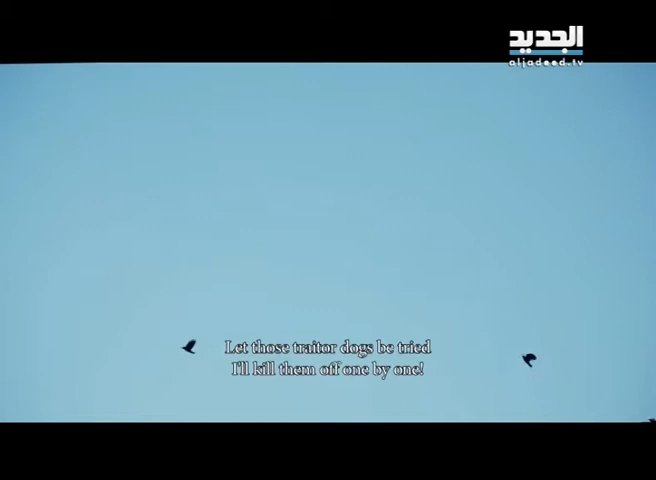 الجديد
aljadeed.tv
Let those traitor dogs be tried
I'll kill them off one by one!